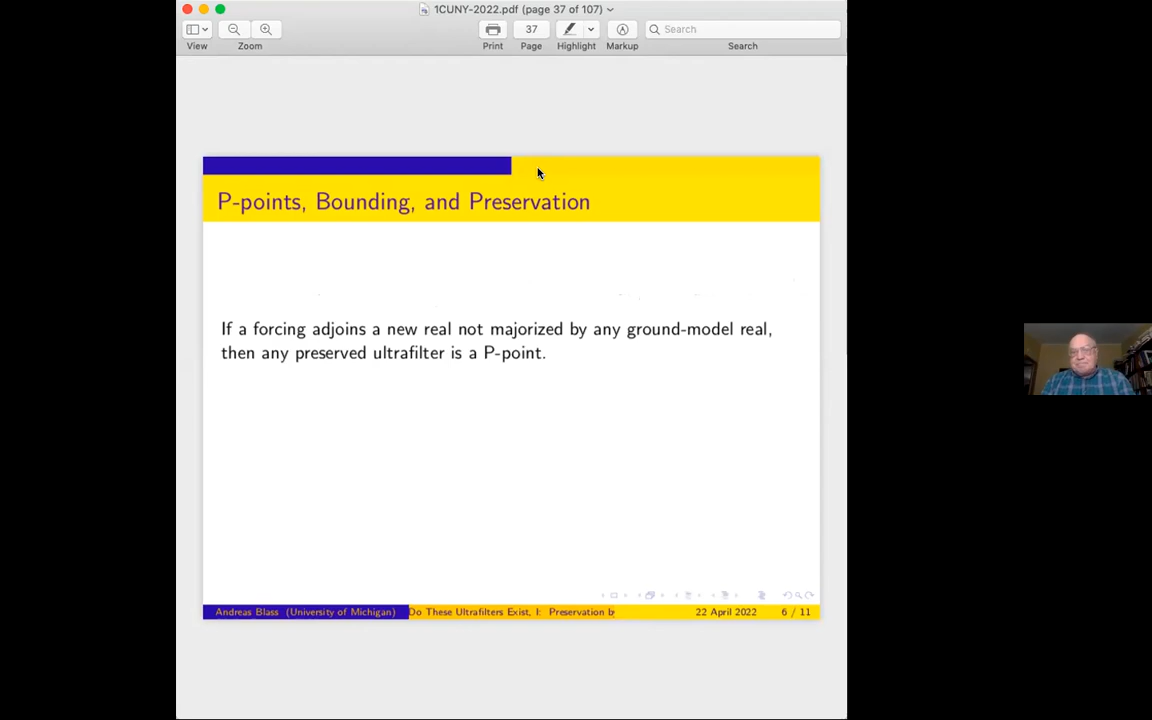 1CUNY-2022.pdf (page 37 of 107)
37
Search
View
Zoom
Print
Page
Highlight
Markup
Search
P-points, Bounding, and Preservation
If a forcing adjoins a new real not majorized by any ground-model real,
then any preserved ultrafilter is a P-point.
Andreas Blass (University of Michigan)
Do These Ultrafilters Exist, I: Preservation b
22 April 2022
6 / 11